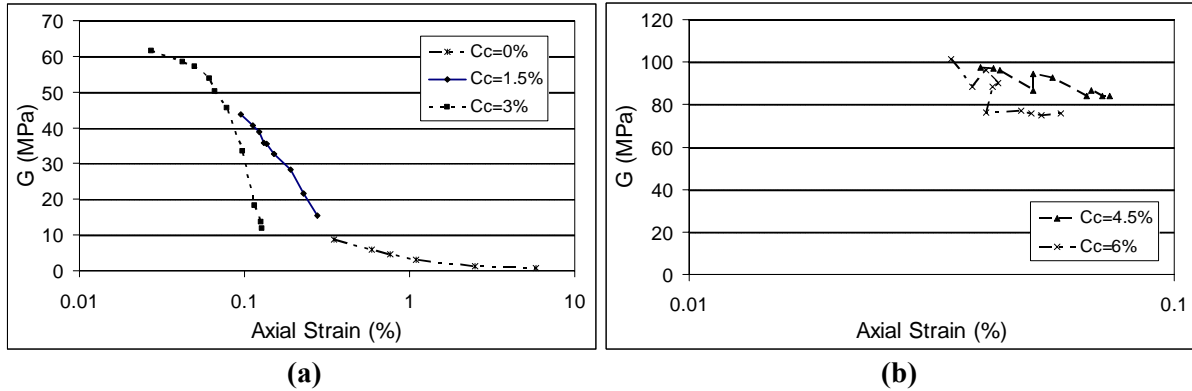 70
60
50
40
30
20
10
0
G (MPa)
Cc=0%
Cc=1.5%
Cc=3%
0.01 0.1 1 10
Axial Strain (%)
(a)
120
100
80
60
40
20
0
G (MPa)
Cc=4.5%
Cc=6%
0.01 0.1
Axial Strain (%)
(b)